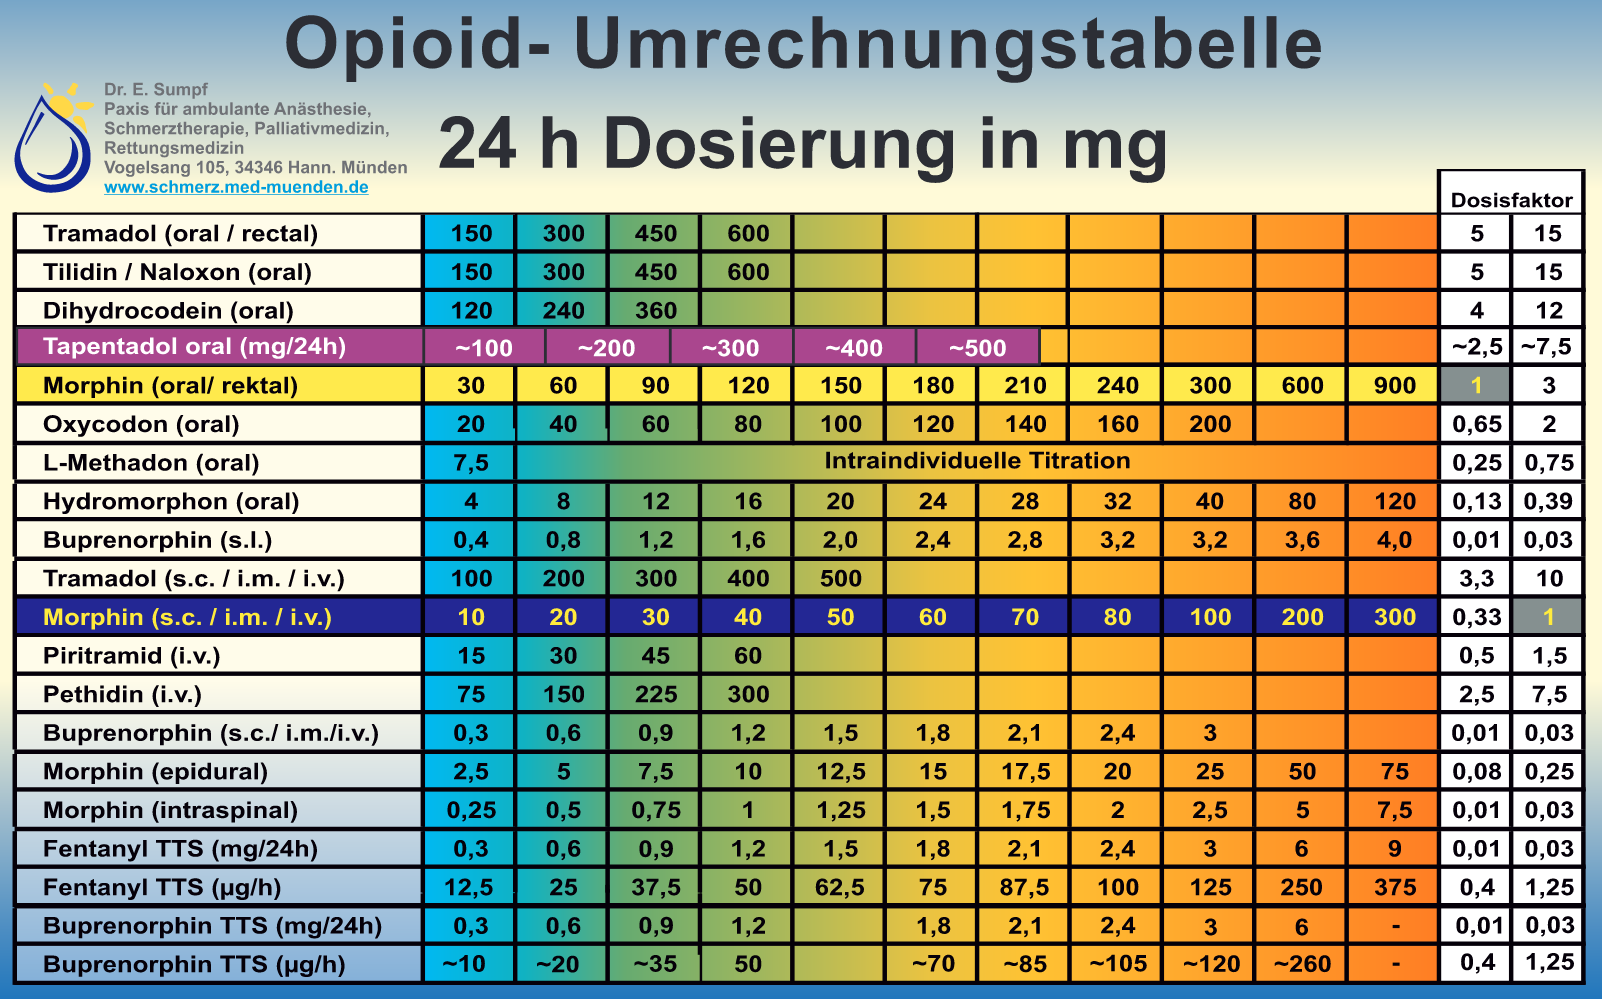 Opioid- Umrechnungstabelle
24 h Dosierung in mg
Dr. E. Sumpf
Paxis für ambulante Anästhesie,
Schmerztherapie, Palliativmedizin,
Rettungsmedizin
Vogelsang 105, 34346 Hann. Münden
www.schmerz.med-muenden.de
Dosisfaktor
Tramadol (oral / rectal) 150 300 450 600 5 15
Tilidin / Naloxon (oral) 150 300 450 600 5 15
Dihydrocodein (oral) 120 240 360 4 12
Tapentadol oral (mg/24h) ~100 ~200 ~300 ~400 ~500 ~2,5 ~7,5
Morphin (oral/ rektal) 30 60 90 120 150 180 210 240 300 600 900 1 3
Oxycodon (oral) 20 40 60 80 100 120 140 160 200 0,65 2
L-Methadon (oral) 7,5 Intraindividuelle Titration 0,25 0,75
Hydromorphon (oral) 4 8 12 16 20 24 28 32 40 80 120 0,13 0,39
Buprenorphin (s.l.) 0,4 0,8 1,2 1,6 2,0 2,4 2,8 3,2 3,2 3,6 4,0 0,01 0,03
Tramadol (s.c. / i.m. / i.v.) 100 200 300 400 500 3,3 10
Morphin (s.c. / i.m. / i.v.) 10 20 30 40 50 60 70 80 100 200 300 0,33 1
Piritramid (i.v.) 15 30 45 60 0,5 1,5
Pethidin (i.v.) 75 150 225 300 2,5 7,5
Buprenorphin (s.c./ i.m./i.v.) 0,3 0,6 0,9 1,2 1,5 1,8 2,1 2,4 3 0,01 0,03
Morphin (epidural) 2,5 5 7,5 10 12,5 15 17,5 20 25 50 75 0,08 0,25
Morphin (intraspinal) 0,25 0,5 0,75 1 1,25 1,5 1,75 2 2,5 5 7,5 0,01 0,03
Fentanyl TTS (mg/24h) 0,3 0,6 0,9 1,2 1,5 1,8 2,1 2,4 3 6 9 0,01 0,03
Fentanyl TTS (µg/h) 12,5 25 37,5 50 62,5 75 87,5 100 125 250 375 0,4 1,25
Buprenorphin TTS (mg/24h) 0,3 0,6 0,9 1,2 1,8 2,1 2,4 3 6 - 0,01 0,03
Buprenorphin TTS (µg/h) ~10 ~20 ~35 50 ~70 ~85 ~105 ~120 ~260 - 0,4 1,25